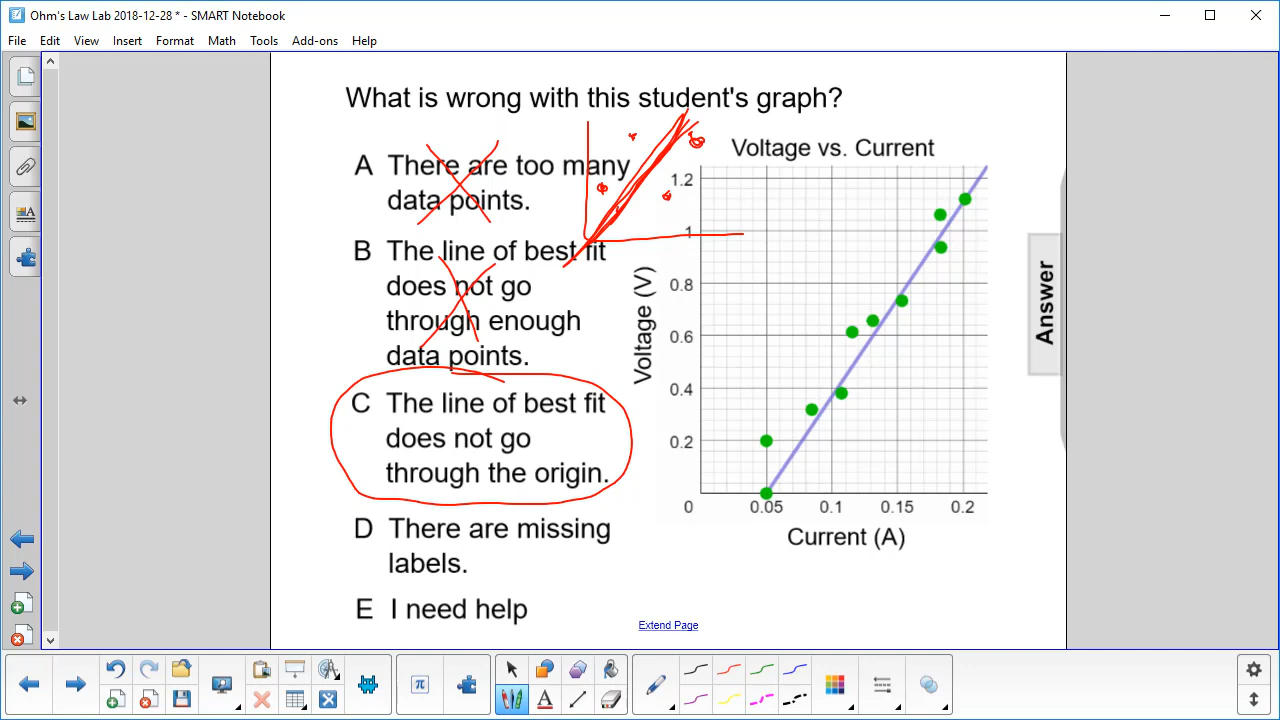 Ohm's Law Lab 2018-12-28 * - SMART Notebook
File Edit View Insert Format Math Tools Add-ons Help
What is wrong with this student's graph?
A There are too many
data points.
B The line of best fit
does not go
through enough
data points.
C The line of best fit
does not go
through the origin.
D There are missing
labels.
E I need help
Voltage vs. Current
Voltage (V)
1.2
1
0.8
0.6
0.4
0.2
0 0.05 0.1 0.15 0.2
Current (A)
Answer
Extend Page
π
A